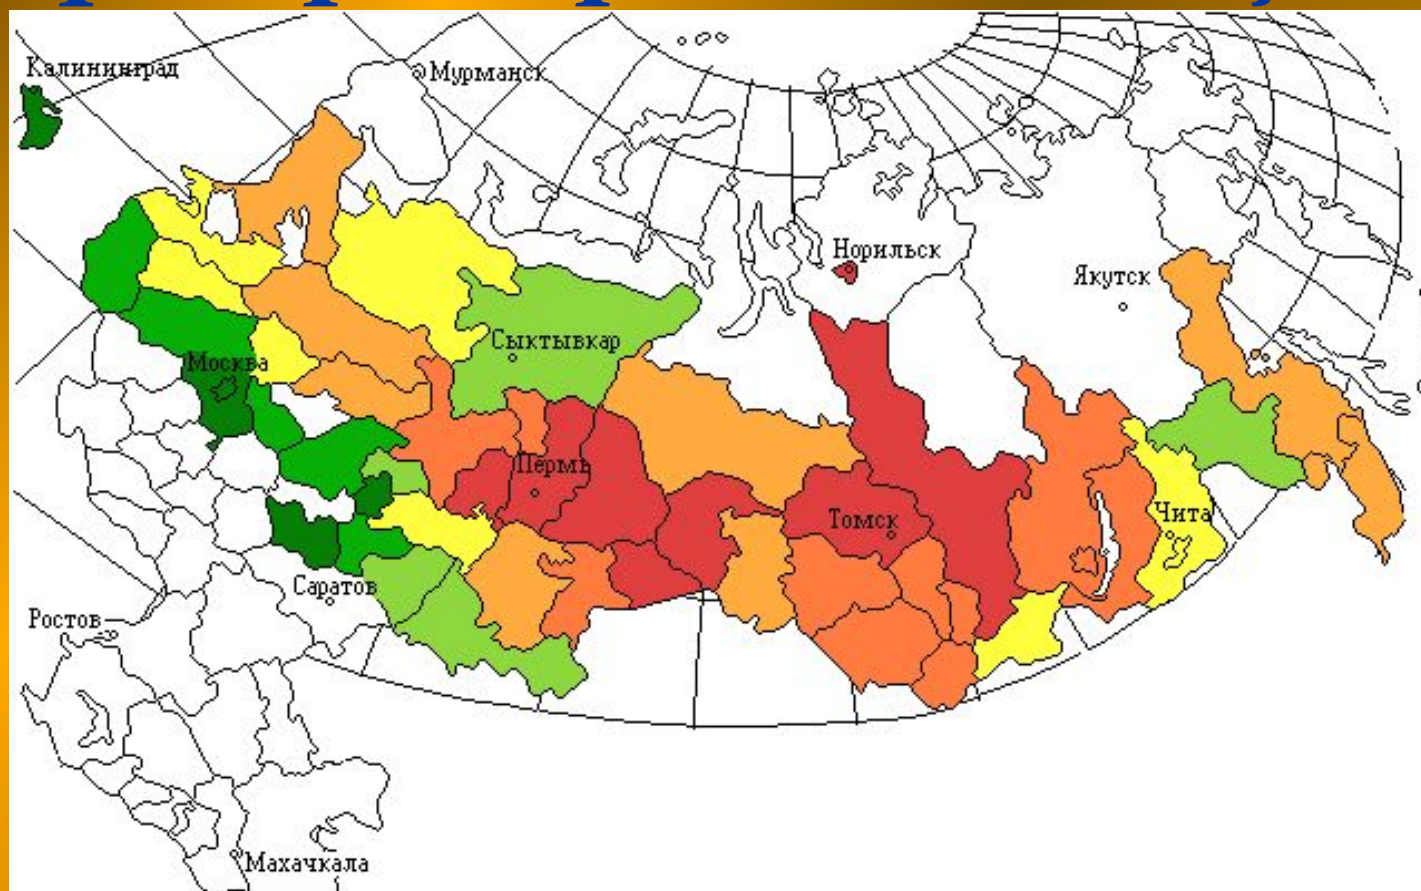 Калининград
Мурманск
Норильск
Якутск
Сыктывкар
Москва
Пермь
Томск
Чита
Саратов
Ростов
Махачкала